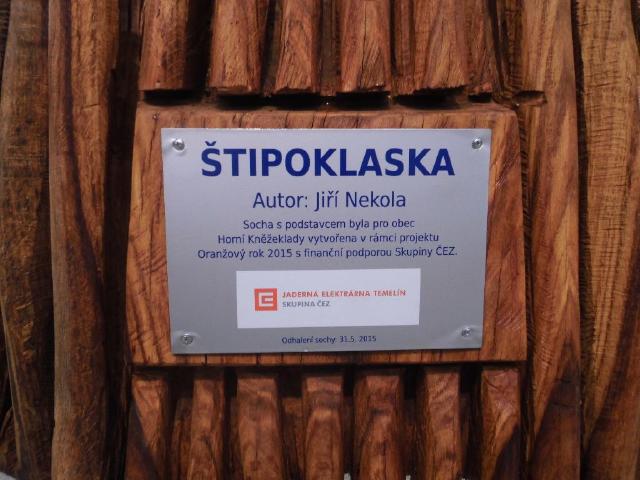 ŠTIPOKLASKA
Autor: Jiří Nekola
Socha s podstavcem byla pro obec
Horní Kněžeklady vytvořena v rámci projektu
Oranžový rok 2015 s finanční podporou Skupiny ČEZ.
JADERNÁ ELEKTRÁRNA TEMELÍN
SKUPINA ČEZ
Odhalení sochy: 31.5. 2015